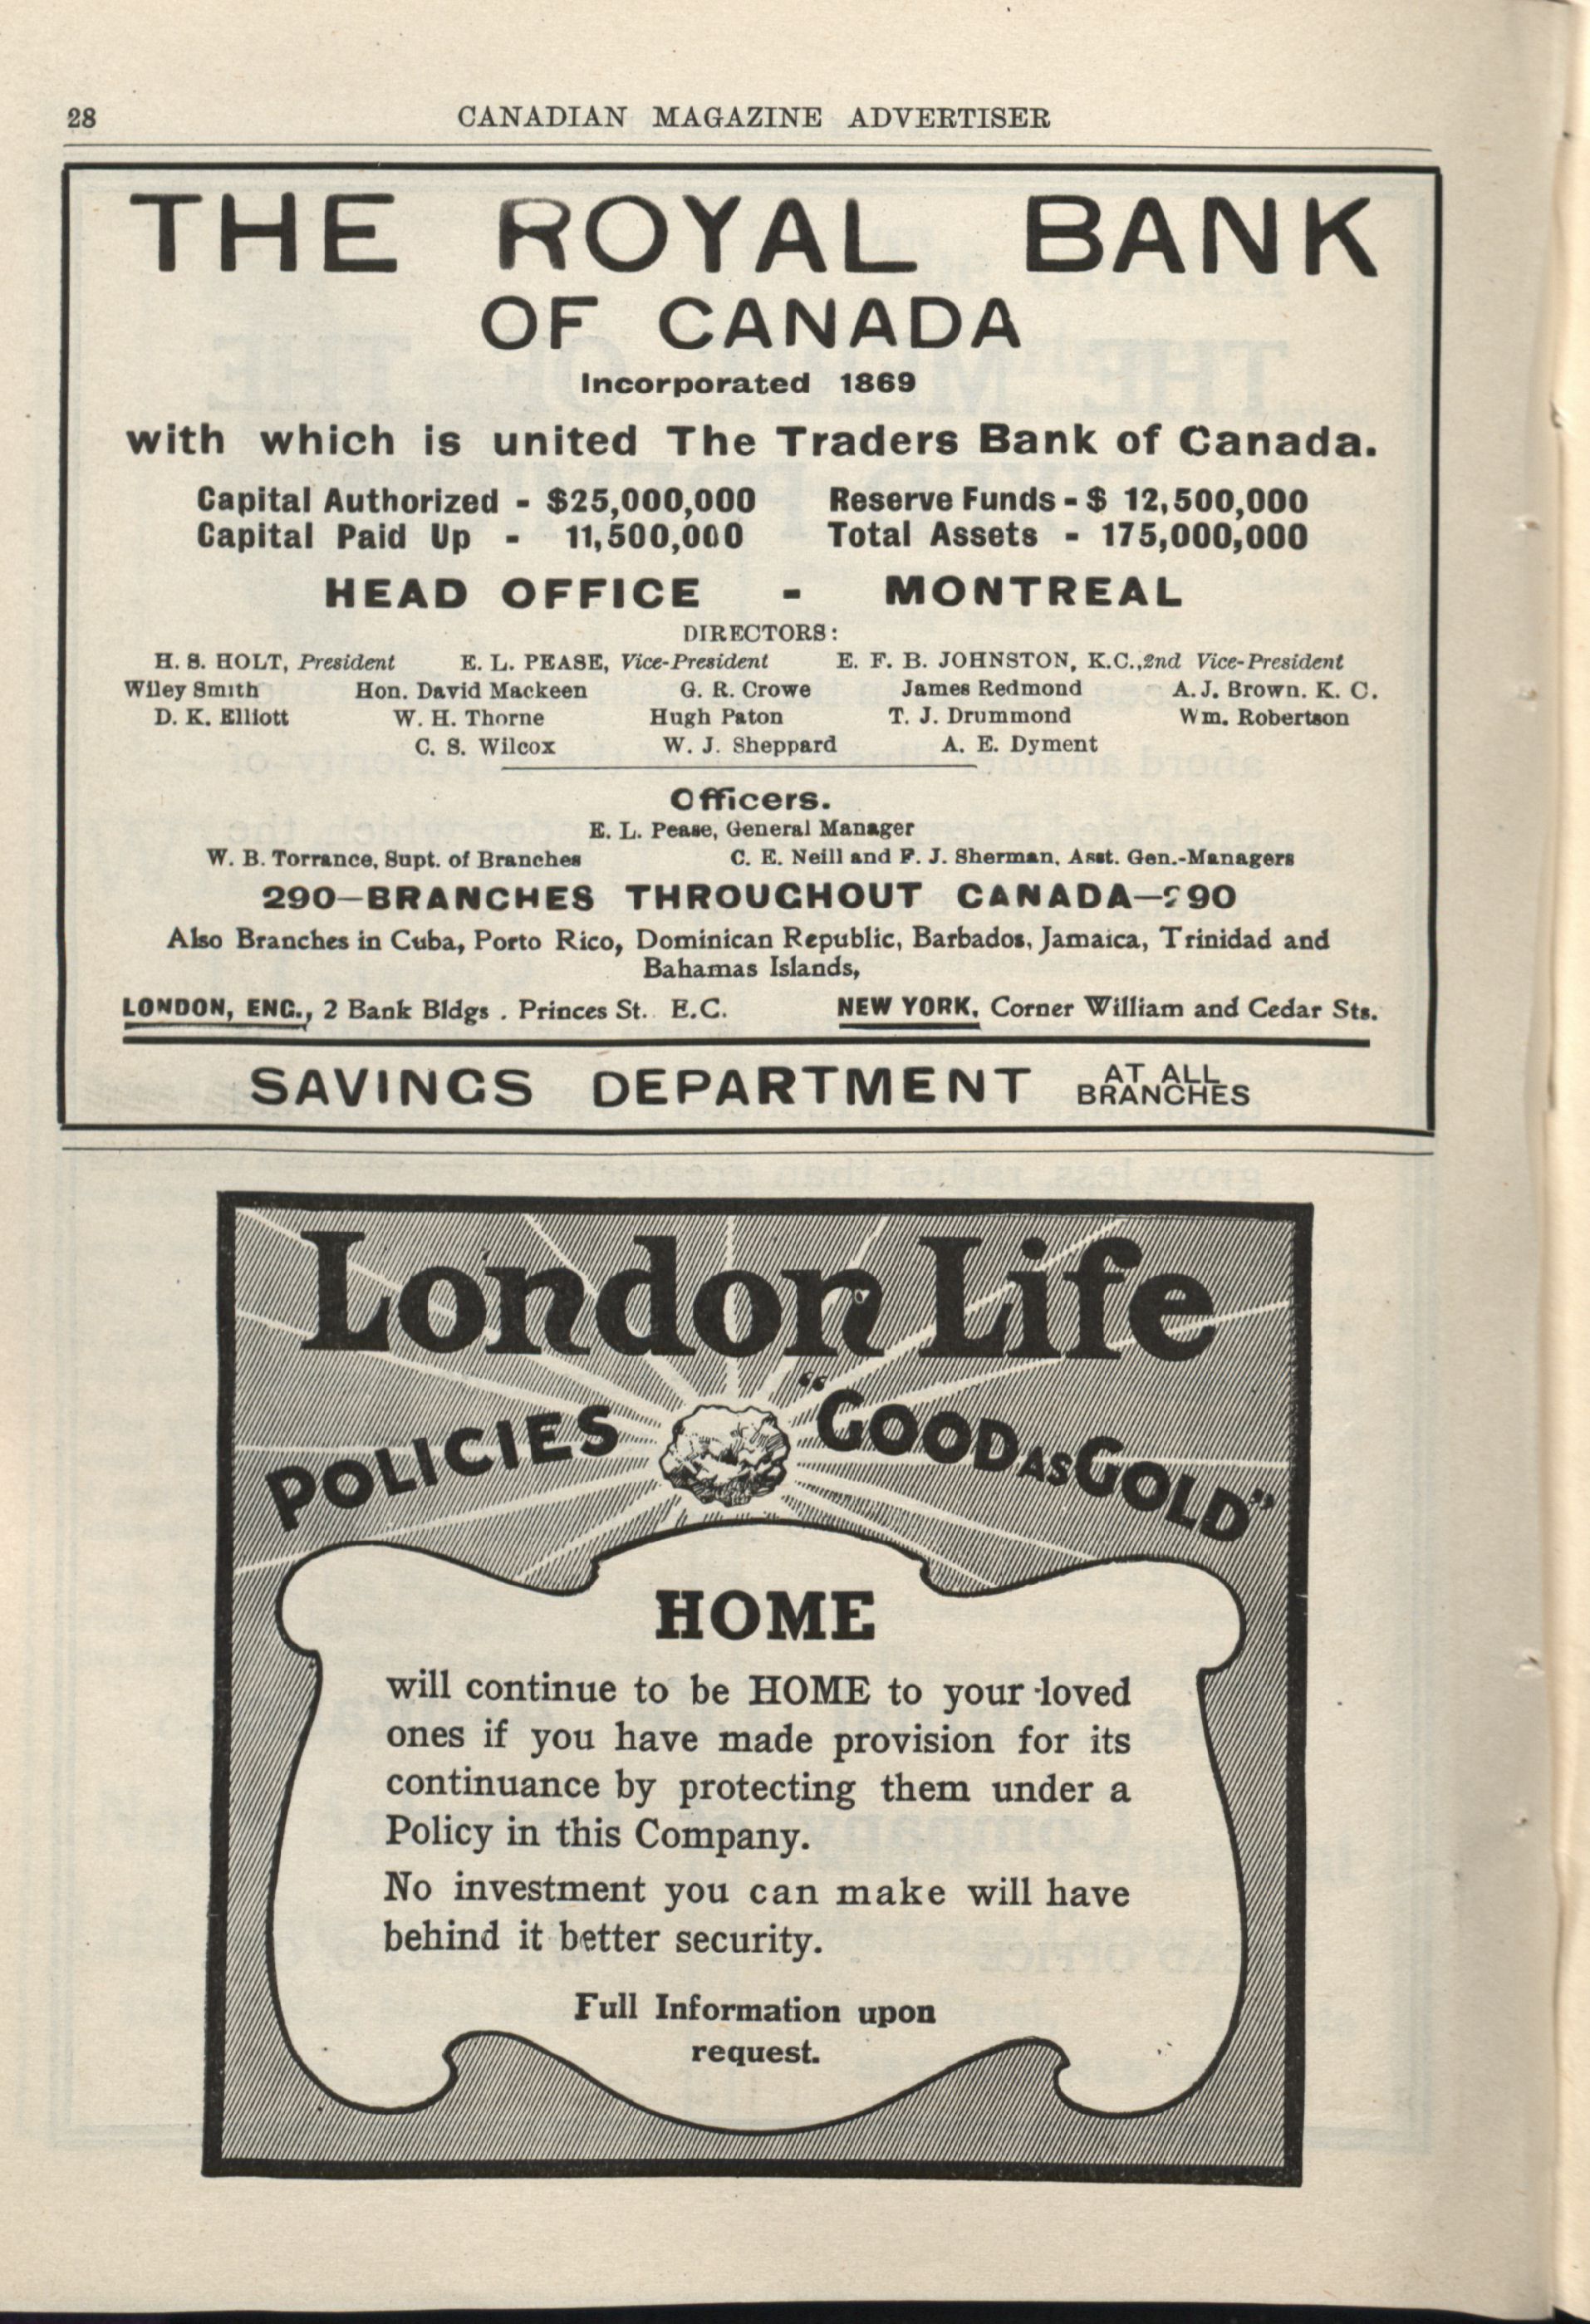 28
CANADIAN MAGAZINE ADVERTISER
THE ROYAL BANK
OF CANADA
Incorporated 1869
with which is united The Traders Bank of Canada.
Capital Authorized - $25,000,000 Reserve Funds - $ 12,500,000
Capital Paid Up - 11,500,000 Total Assets - 175,000,000
HEAD OFFICE - MONTREAL
DIRECTORS:
H. S. HOLT, President E. L. PEASE, Vice-President E. F. B. JOHNSTON, K.C.,2nd Vice-President
Wiley Smith Hon. David Mackeen G. R. Crowe James Redmond A. J. Brown. K. C.
D. K. Elliott W. H. Thorne Hugh Paton T. J. Drummond Wm. Robertson
C. S. Wilcox W. J. Sheppard A. E. Dyment
Officers.
E. L. Pease, General Manager
W. B. Torrance, Supt. of Branches C. E. Neill and F. J. Sherman, Asst. Gen.-Managers
290—BRANCHES THROUGHOUT CANADA—290
Also Branches in Cuba, Porto Rico, Dominican Republic, Barbados, Jamaica, Trinidad and
Bahamas Islands,
LONDON, ENG., 2 Bank Bldgs . Princes St. E.C. NEW YORK, Corner William and Cedar Sts.
SAVINGS DEPARTMENT AT ALL
BRANCHES
London Life
POLICIES "GOOD AS GOLD"
HOME
will continue to be HOME to your loved
ones if you have made provision for its
continuance by protecting them under a
Policy in this Company.
No investment you can make will have
behind it better security.
Full Information upon
request.